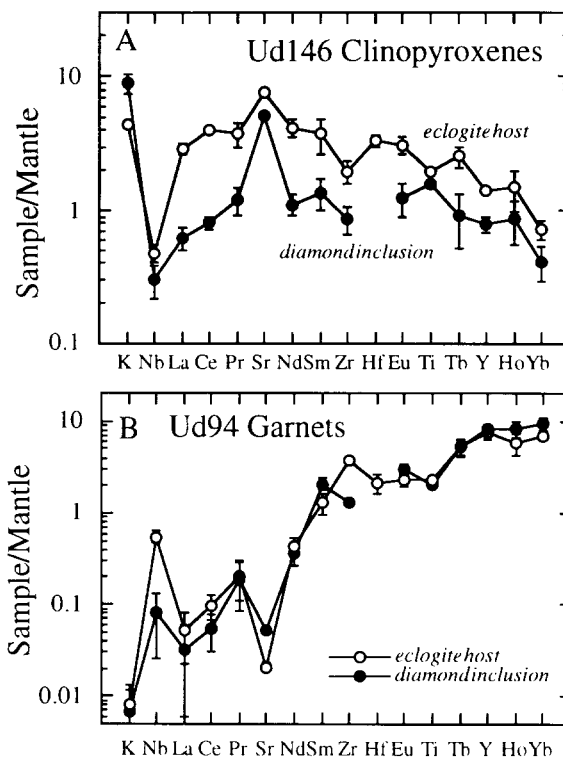 A
Ud146 Clinopyroxenes
10
1
0.1
Sample/Mantle
eclogite host
diamond inclusion
K Nb La Ce Pr Sr Nd Sm Zr Hf Eu Ti Tb Y Ho Yb
B
Ud94 Garnets
10
1
0.1
0.01
Sample/Mantle
eclogite host
diamond inclusion
K Nb La Ce Pr Sr Nd Sm Zr Hf Eu Ti Tb Y Ho Yb